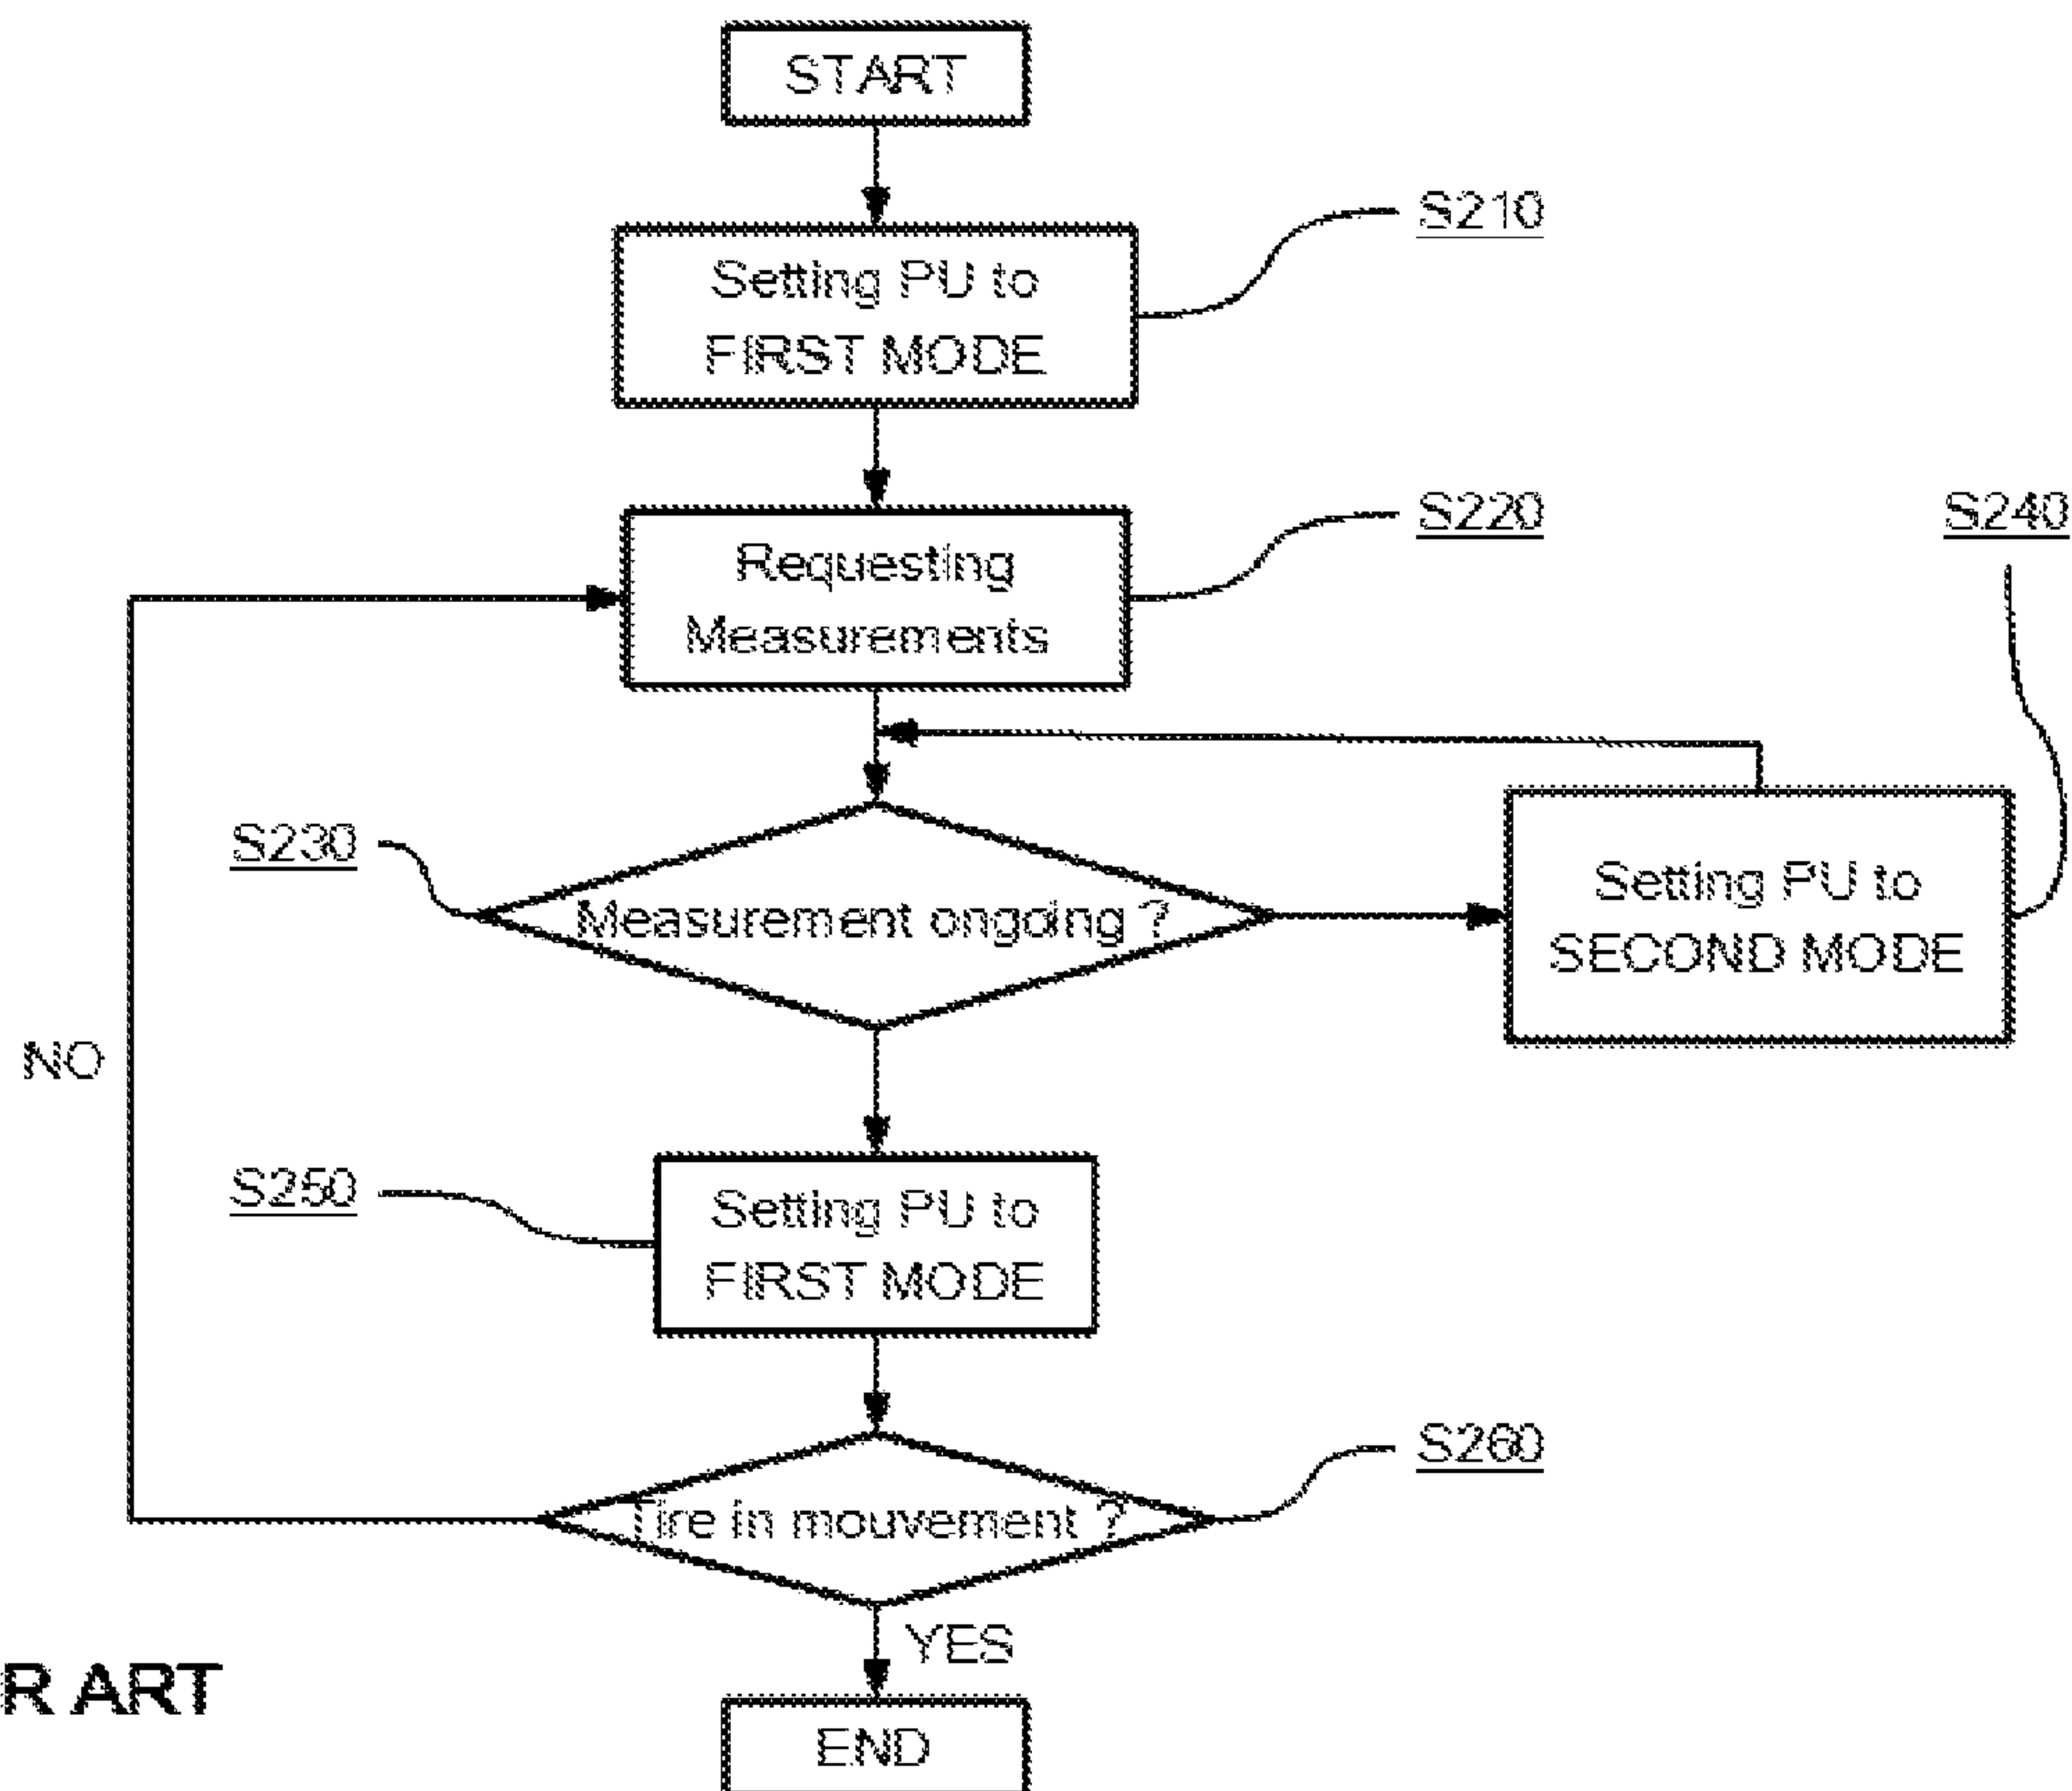 START
S210
Setting PU to
FIRST MODE
S220
S240
Requesting
Measurements
S230
Measurement ongoing ?
Setting PU to
SECOND MODE
NO
S250
Setting PU to
FIRST MODE
S260
Tire in mouvement ?
YES
R ART
END